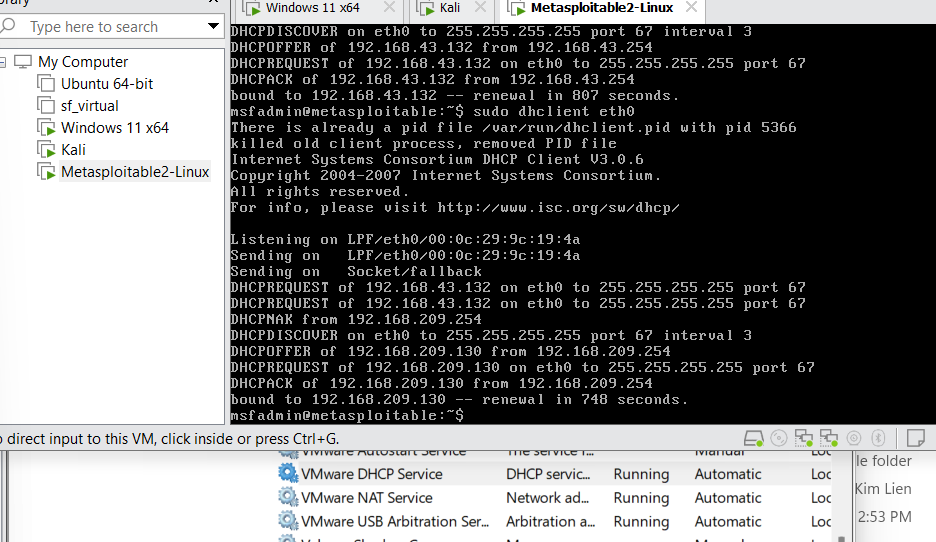 Windows 11 x64
Kali
Metasploitable2-Linux
Type here to search
My Computer
Ubuntu 64-bit
sf_virtual
Windows 11 x64
Kali
Metasploitable2-Linux
DHCPDISCOVER on eth0 to 255.255.255.255 port 67 interval 3
DHCPOFFER of 192.168.43.132 from 192.168.43.254
DHCPREQUEST of 192.168.43.132 on eth0 to 255.255.255.255 port 67
DHCPACK of 192.168.43.132 from 192.168.43.254
bound to 192.168.43.132 -- renewal in 807 seconds.
msfadmin@metasploitable:~$ sudo dhclient eth0
There is already a pid file /var/run/dhclient.pid with pid 5366
killed old client process, removed PID file
Internet Systems Consortium DHCP Client V3.0.6
Copyright 2004-2007 Internet Systems Consortium.
All rights reserved.
For info, please visit http://www.isc.org/sw/dhcp/
Listening on LPF/eth0/00:0c:29:9c:19:4a
Sending on   LPF/eth0/00:0c:29:9c:19:4a
Sending on   Socket/fallback
DHCPREQUEST of 192.168.43.132 on eth0 to 255.255.255.255 port 67
DHCPREQUEST of 192.168.43.132 on eth0 to 255.255.255.255 port 67
DHCPNAK from 192.168.209.254
DHCPDISCOVER on eth0 to 255.255.255.255 port 67 interval 3
DHCPOFFER of 192.168.209.130 from 192.168.209.254
DHCPREQUEST of 192.168.209.130 on eth0 to 255.255.255.255 port 67
DHCPACK of 192.168.209.130 from 192.168.209.254
bound to 192.168.209.130 -- renewal in 748 seconds.
msfadmin@metasploitable:~$
direct input to this VM, click inside or press Ctrl+G.
VMware Autostart Service The service f... Manual Loc
VMware DHCP Service DHCP servic... Running Automatic Loc
VMware NAT Service Network ad... Running Automatic Loc
VMware USB Arbitration Ser... Arbitration a... Running Automatic Loc
le folder
Kim Lien
2:53 PM